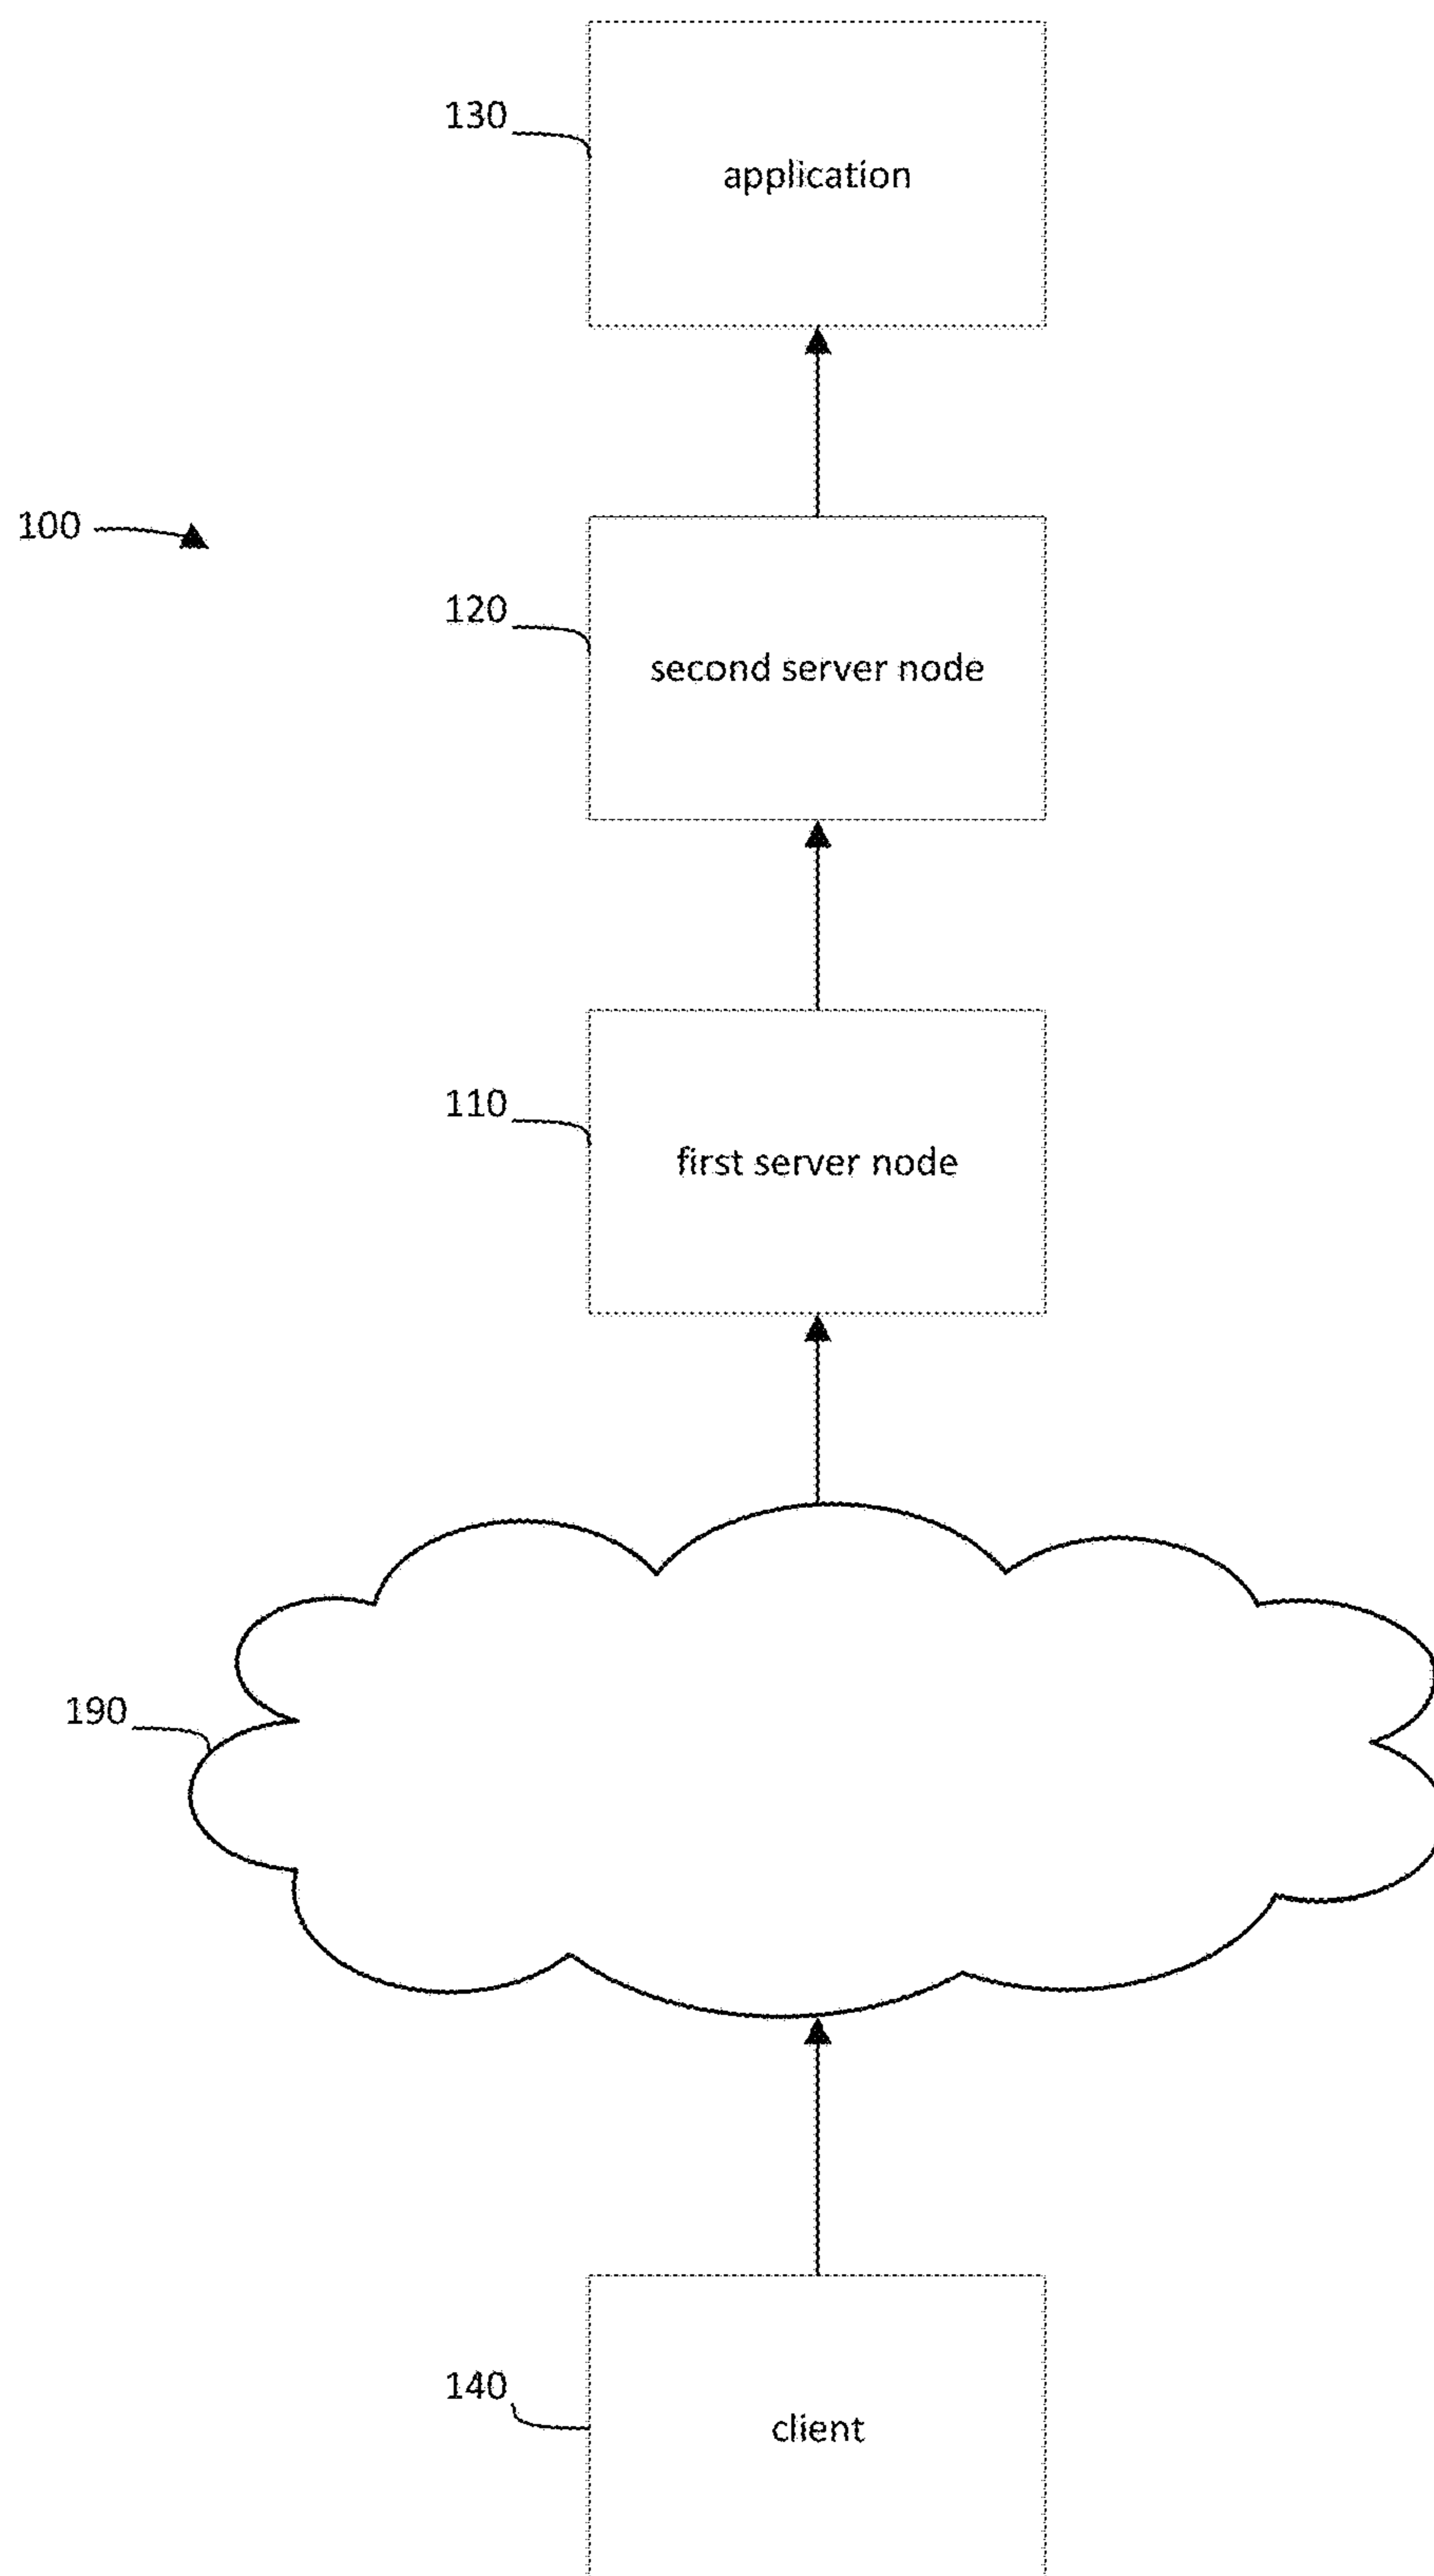 130
application
100
120
second server node
110
first server node
190
140
client